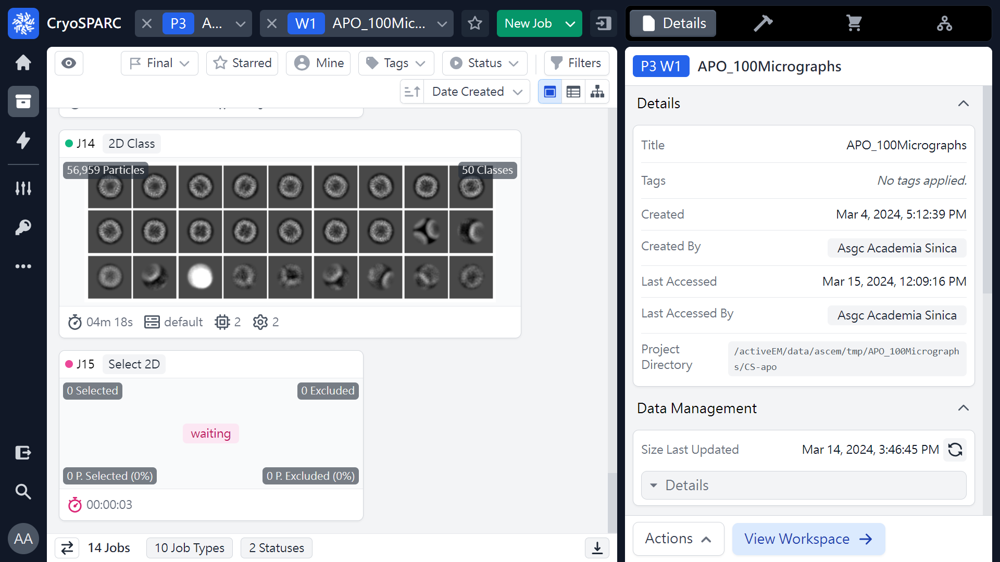 CryoSPARC
P3 A...
W1 APO_100Mic...
New Job
Details
Final
Starred
Mine
Tags
Status
Filters
Date Created
P3 W1 APO_100Micrographs
J14 2D Class
56,959 Particles
50 Classes
04m 18s default 2 2
J15 Select 2D
0 Selected
0 Excluded
waiting
0 P. Selected (0%)
0 P. Excluded (0%)
00:00:03
14 Jobs
10 Job Types
2 Statuses
AA
Details
Title APO_100Micrographs
Tags No tags applied.
Created Mar 4, 2024, 5:12:39 PM
Created By Asgc Academia Sinica
Last Accessed Mar 15, 2024, 12:09:16 PM
Last Accessed By Asgc Academia Sinica
Project
Directory
/activeEM/data/ascem/tmp/APO_100Micrograph
s/CS-apo
Data Management
Size Last Updated Mar 14, 2024, 3:46:45 PM
Details
Actions
View Workspace